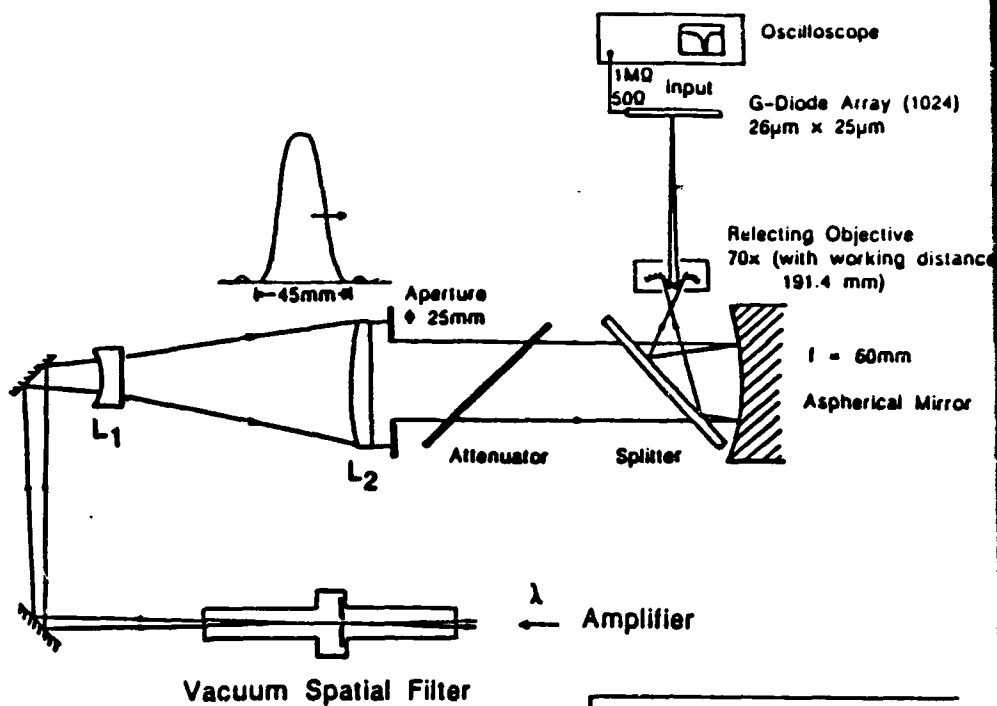 Oscilloscope
1MΩ
50Ω
Input
G-Diode Array (1024)
26µm x 25µm
Relecting Objective
70x (with working distance
191.4 mm)
45mm
Aperture
Φ 25mm
f = 60mm
Aspherical Mirror
L1
L2
Attenuator
Splitter
λ
Amplifier
Vacuum Spatial Filter